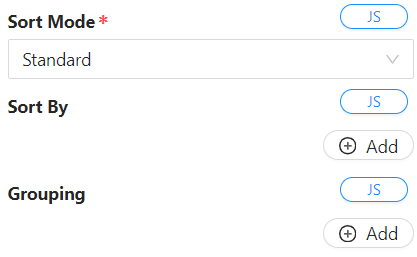 Sort Mode * JS
Standard
Sort By JS
Add
Grouping JS
Add